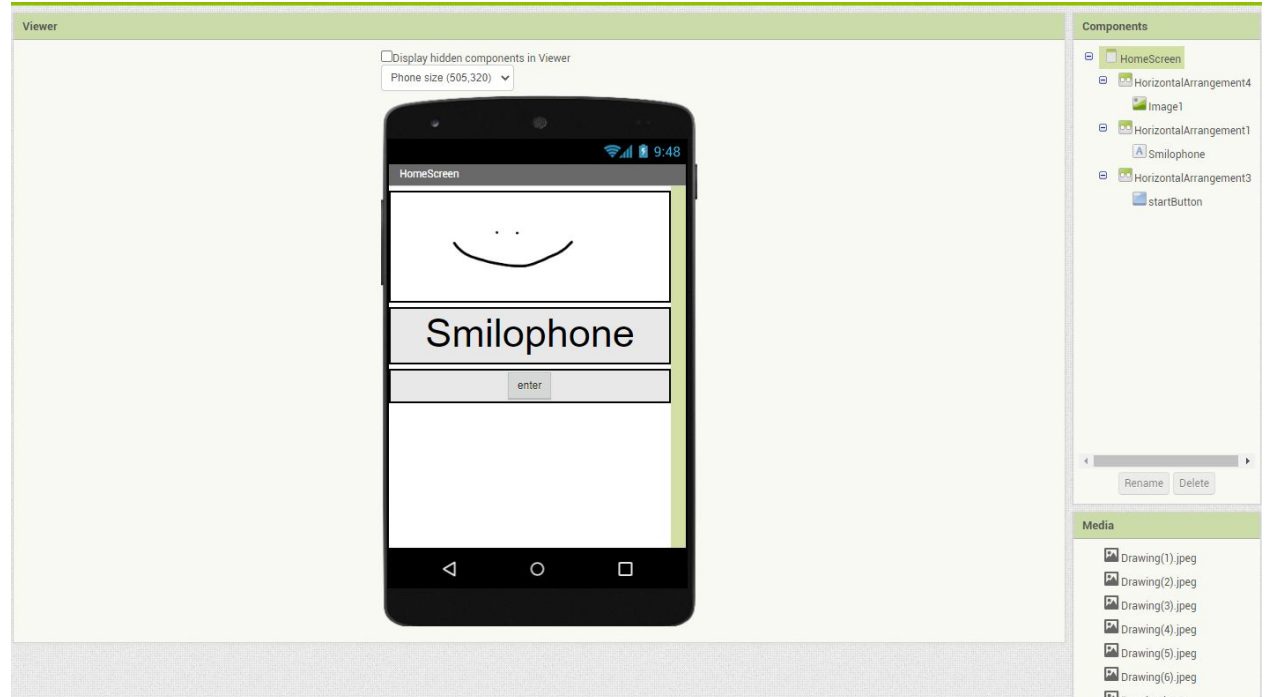 Viewer
Display hidden components in Viewer
Phone size (505,320)
9:48
HomeScreen
Smilophone
enter
Components
HomeScreen
HorizontalArrangement4
Image1
HorizontalArrangement1
A Smilophone
HorizontalArrangement3
startButton
Rename Delete
Media
Drawing(1).jpeg
Drawing(2).jpeg
Drawing(3).jpeg
Drawing(4).jpeg
Drawing(5).jpeg
Drawing(6).jpeg